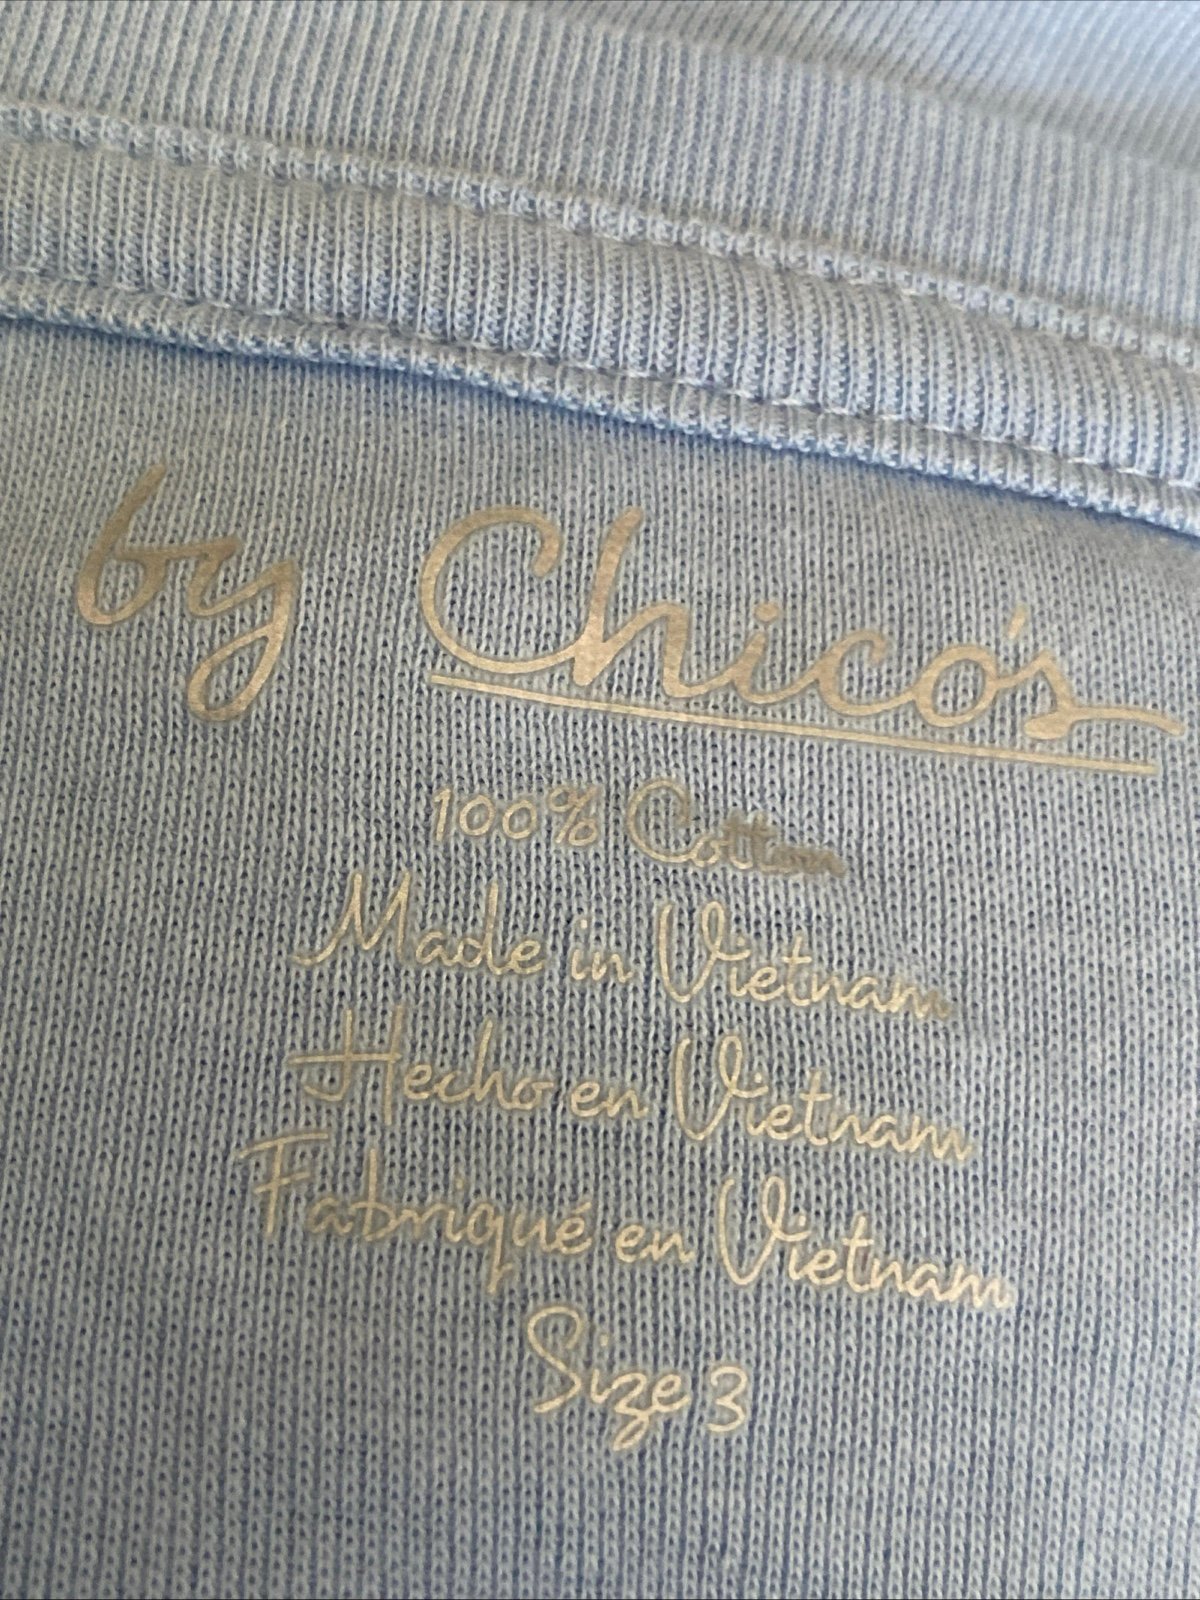 by Chico's
100% Cotton
Made in Vietnam
Hecho en Vietnam
Fabriqué en Vietnam
Size 3